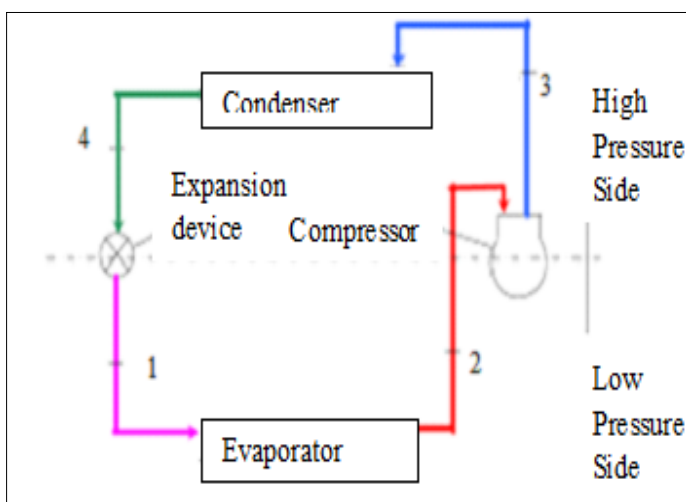 Condenser
3
High
Pressure
Side
4
Expansion
device
Compressor
1
2
Low
Pressure
Side
Evaporator